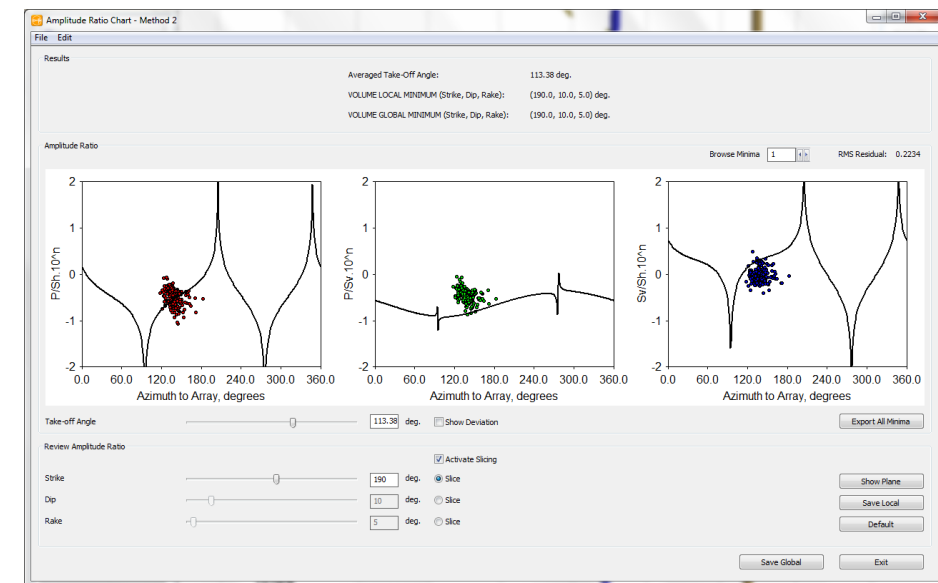 Amplitude Ratio Chart - Method 2
File Edit
Results
Averaged Take-Off Angle: 113.38 deg.
VOLUME LOCAL MINIMUM (Strike, Dip, Rake): (190.0, 10.0, 5.0) deg.
VOLUME GLOBAL MINIMUM (Strike, Dip, Rake): (190.0, 10.0, 5.0) deg.
Amplitude Ratio
Browse Minima 1 RMS Residual: 0.2234
2 2 2
1 1 1
0 0 0
-1 -1 -1
-2 -2 -2
P/Sh.10^n P/Sv.10^n Sv/Sh.10^n
0.0 60.0 120.0 180.0 240.0 300.0 360.0 0.0 60.0 120.0 180.0 240.0 300.0 360.0 0.0 60.0 120.0 180.0 240.0 300.0 360.0
Azimuth to Array, degrees Azimuth to Array, degrees Azimuth to Array, degrees
Take-off Angle 113.38 deg. Show Deviation Export All Minima
Review Amplitude Ratio
Activate Slicing
Strike 190 deg. Slice Show Plane
Dip 10 deg. Slice Save Local
Rake 5 deg. Slice Default
Save Global Exit